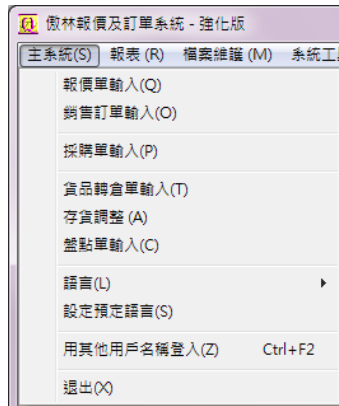 傲林報價及訂單系統 - 強化版
主系統(S) 報表 (R) 檔案維護 (M) 系統工
報價單輸入(Q)
銷售訂單輸入(O)
採購單輸入(P)
貨品轉倉單輸入(T)
存貨調整 (A)
盤點單輸入(C)
語言(L)
設定預定語言(S)
用其他用戶名稱登入(Z) Ctrl+F2
退出(X)